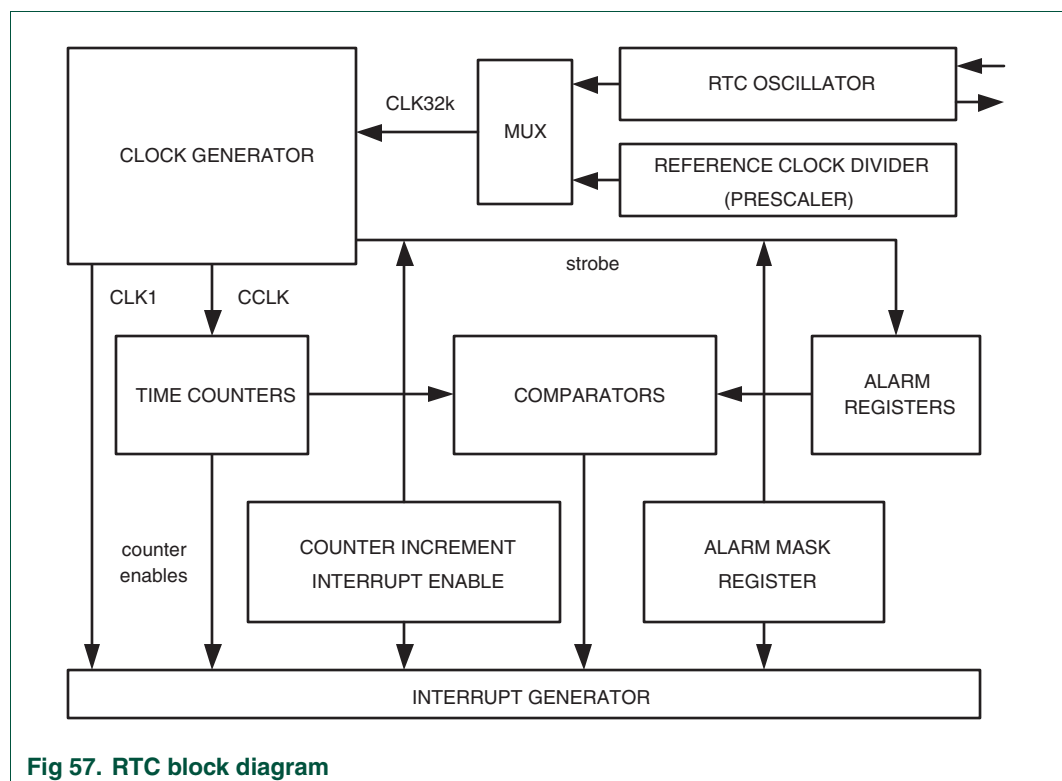 RTC OSCILLATOR
CLK32k
MUX
CLOCK GENERATOR
REFERENCE CLOCK DIVIDER
(PRESCALER)
strobe
CLK1
CCLK
TIME COUNTERS
COMPARATORS
ALARM
REGISTERS
counter
enables
COUNTER INCREMENT
INTERRUPT ENABLE
ALARM MASK
REGISTER
INTERRUPT GENERATOR
Fig 57. RTC block diagram